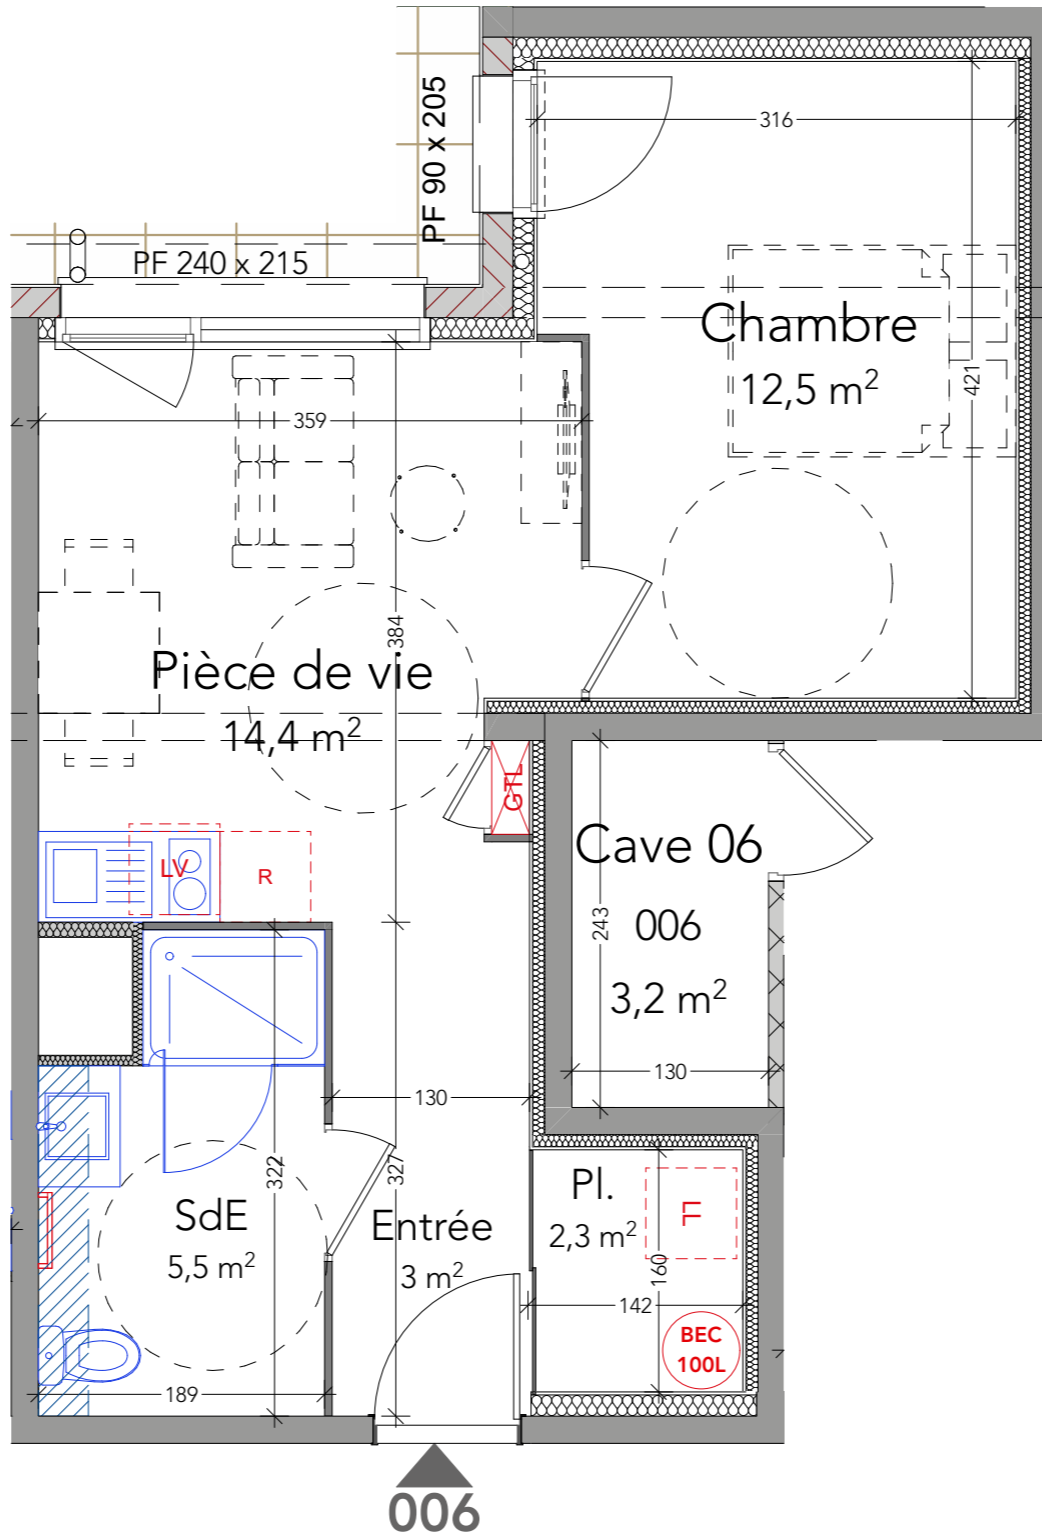 PF 90 x 205
316
PF 240 x 215
Chambre
12,5 m²
421
359
384
Pièce de vie
14,4 m²
GTL
LV
R
Cave 06
006
3,2 m²
243
130
130
322
327
SdE
5,5 m²
Entrée
3 m²
Pl.
2,3 m²
LL
160
142
BEC
100L
189
006